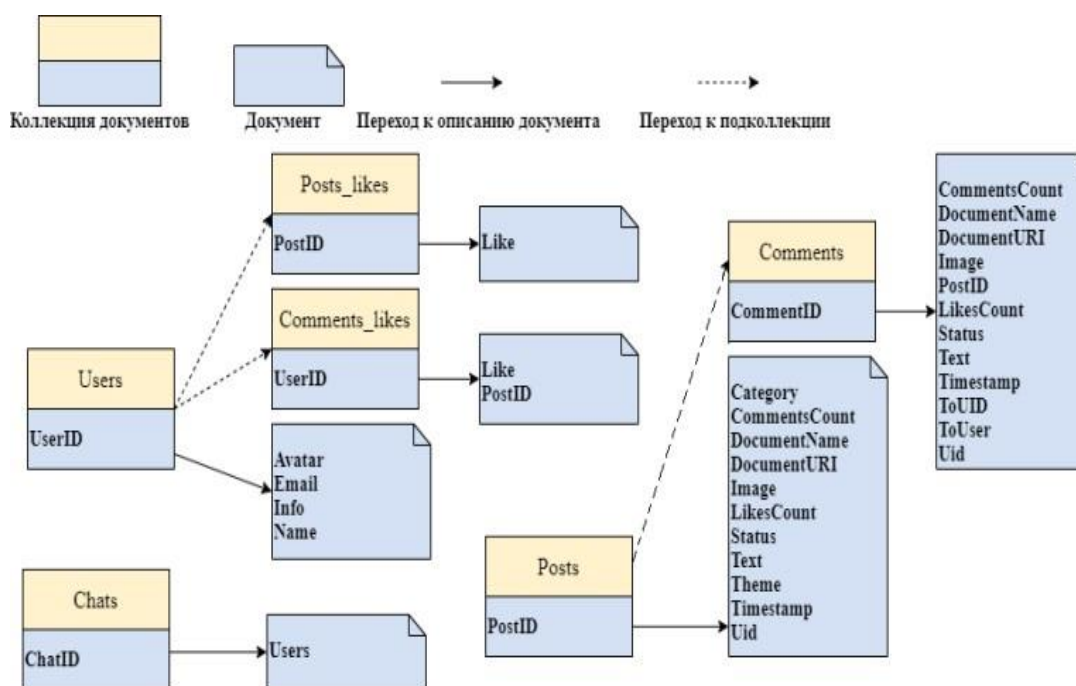 Коллекция документов
Документ
Переход к описанию документа
Переход к подколлекции
Posts_likes
PostID
Like
Comments_likes
UserID
Like
PostID
Users
UserID
Avatar
Email
Info
Name
Chats
ChatID
Users
Posts
PostID
Comments
CommentID
Category
CommentsCount
DocumentName
DocumentURI
Image
LikesCount
Status
Text
Theme
Timestamp
Uid
CommentsCount
DocumentName
DocumentURI
Image
PostID
LikesCount
Status
Text
Timestamp
ToUID
ToUser
Uid